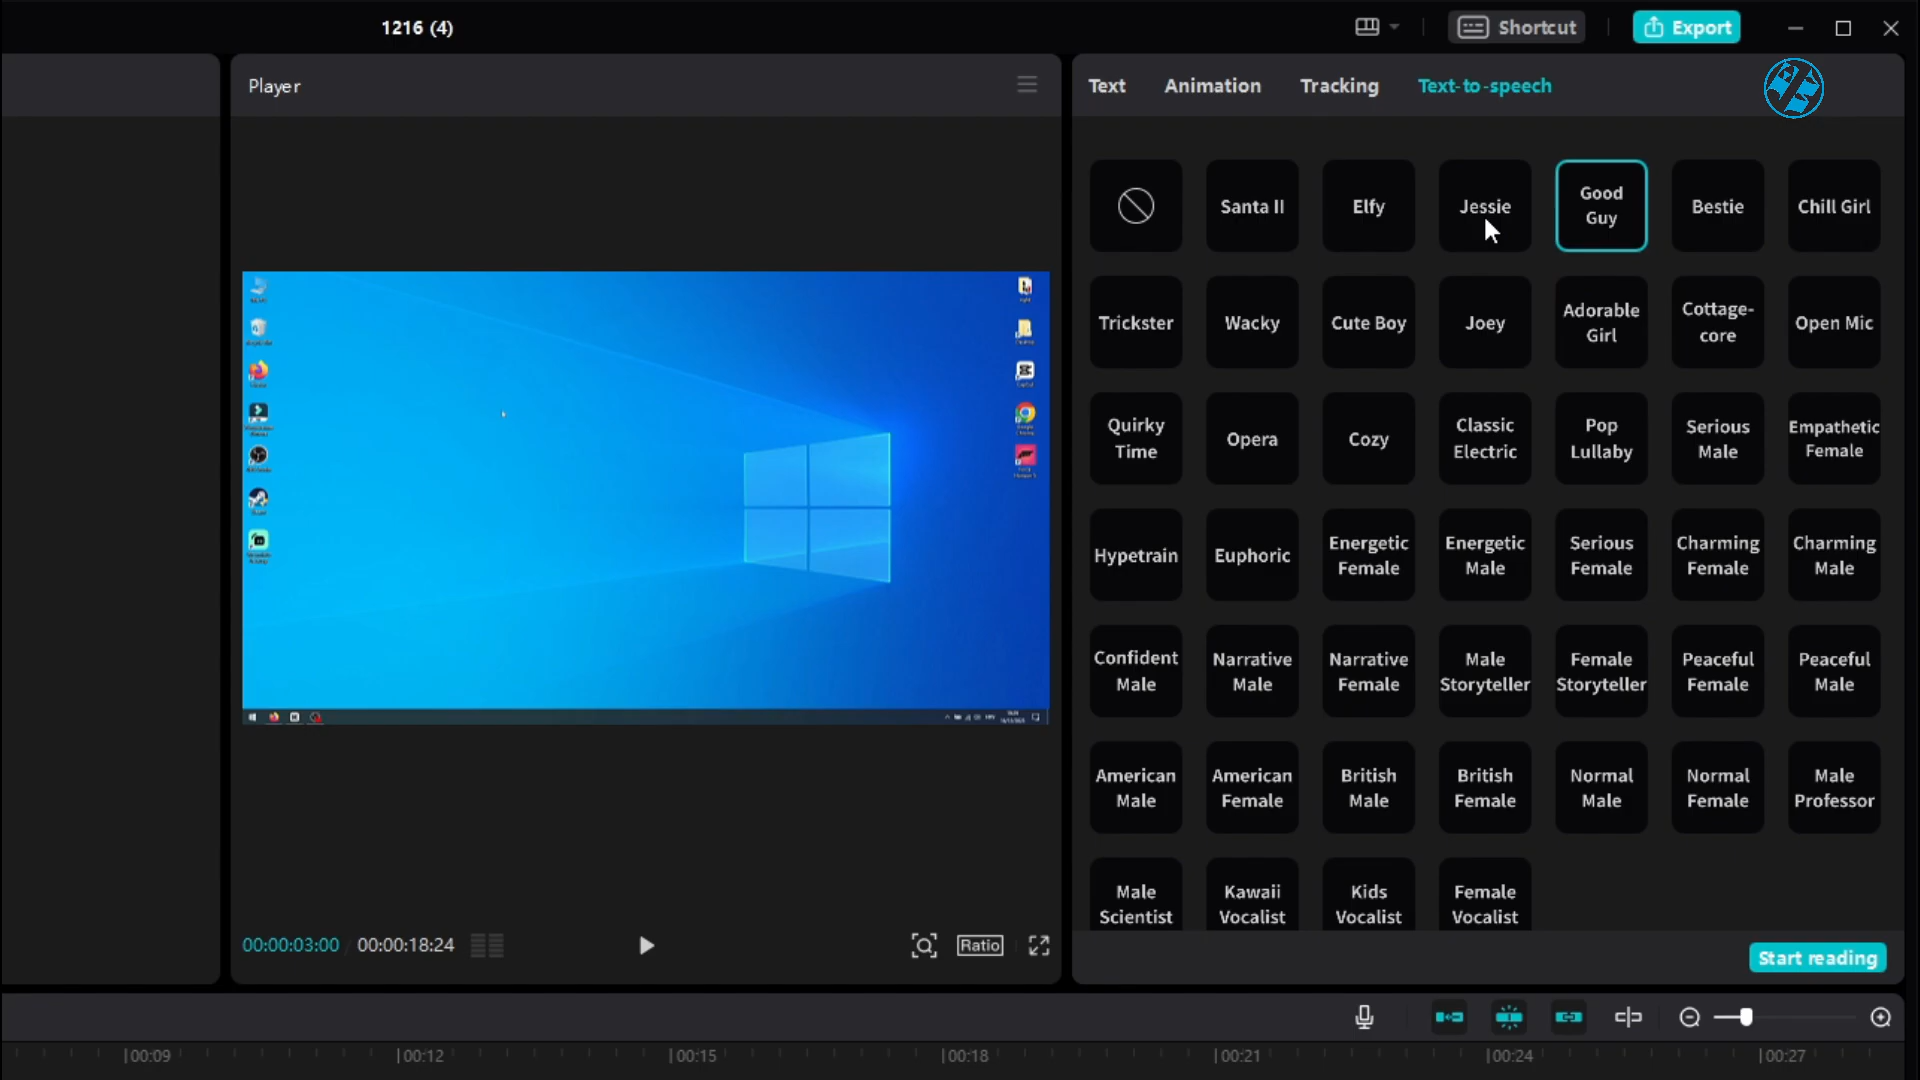 1216 (4)
Shortcut
Export
Player
Text
Animation
Tracking
Text-to-speech
Santa II
Elfy
Jessie
Good
Guy
Bestie
Chill Girl
Trickster
Wacky
Cute Boy
Joey
Adorable
Girl
Cottage-
core
Open Mic
Quirky
Time
Opera
Cozy
Classic
Electric
Pop
Lullaby
Serious
Male
Empathetic
Female
Hypetrain
Euphoric
Energetic
Female
Energetic
Male
Serious
Female
Charming
Female
Charming
Male
Confident
Male
Narrative
Male
Narrative
Female
Male
Storyteller
Female
Storyteller
Peaceful
Female
Peaceful
Male
American
Male
American
Female
British
Male
British
Female
Normal
Male
Normal
Female
Male
Professor
Male
Scientist
Kawaii
Vocalist
Kids
Vocalist
Female
Vocalist
00:00:03:00
00:00:18:24
Ratio
Start reading
00:09
00:12
00:15
00:18
00:21
00:24
00:27